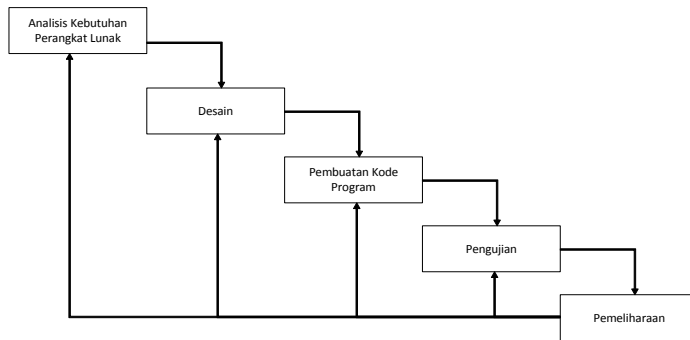 Analisis Kebutuhan
Perangkat Lunak
Desain
Pembuatan Kode
Program
Pengujian
Pemeliharaan